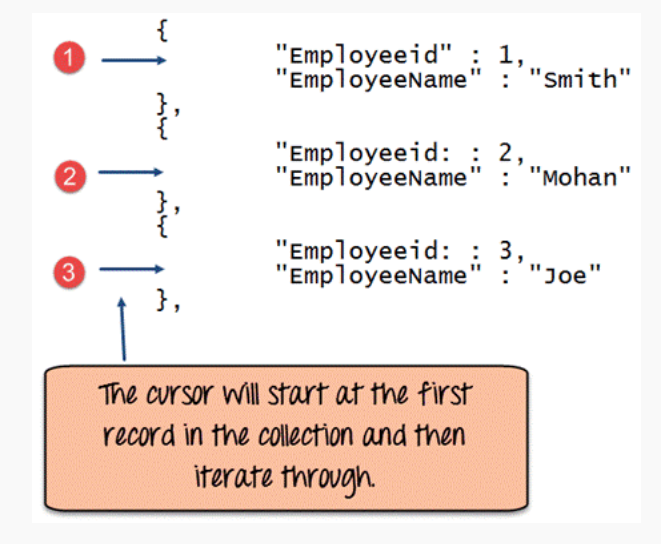 {
1 "Employeeid" : 1,
"EmployeeName" : "Smith"
},
{
"Employeeid: : 2,
2 "EmployeeName" : "Mohan"
},
{
"Employeeid: : 3,
3 "EmployeeName" : "Joe"
},
The cursor will start at the first
record in the collection and then
iterate through.